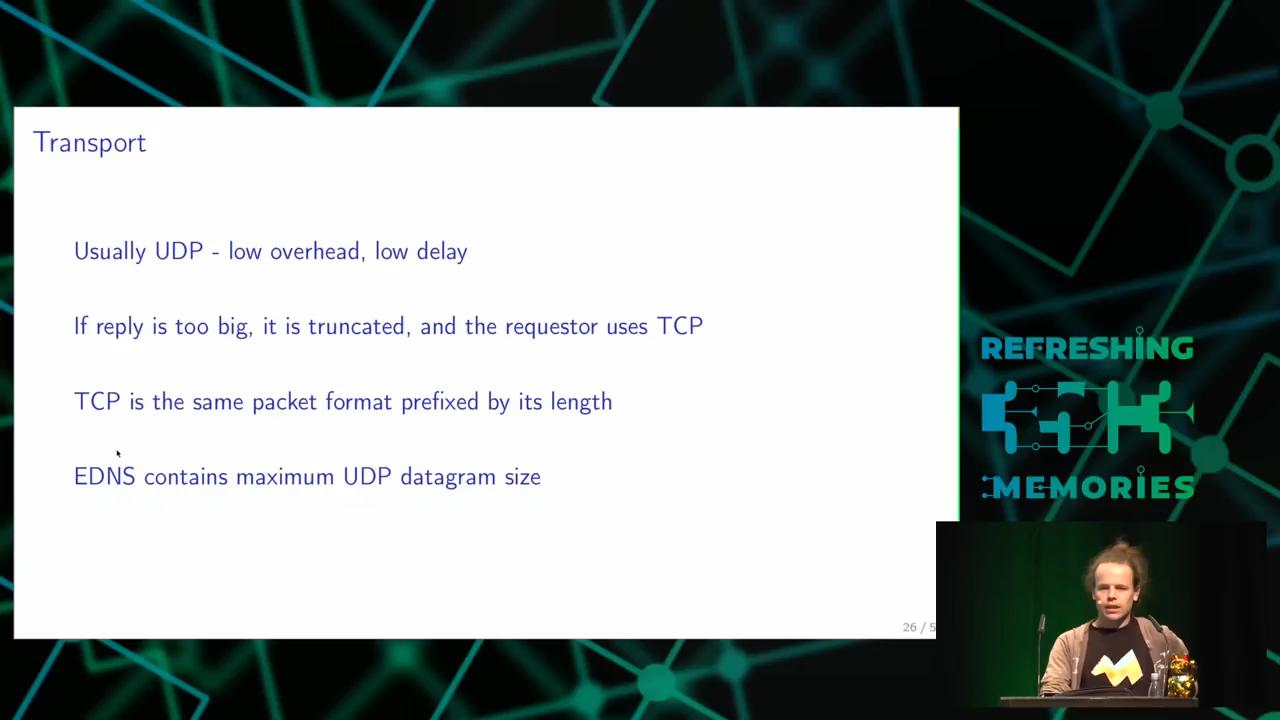 Transport
Usually UDP - low overhead, low delay
If reply is too big, it is truncated, and the requestor uses TCP
TCP is the same packet format prefixed by its length
EDNS contains maximum UDP datagram size
26 / 5
REFRESHING
MEMORIES